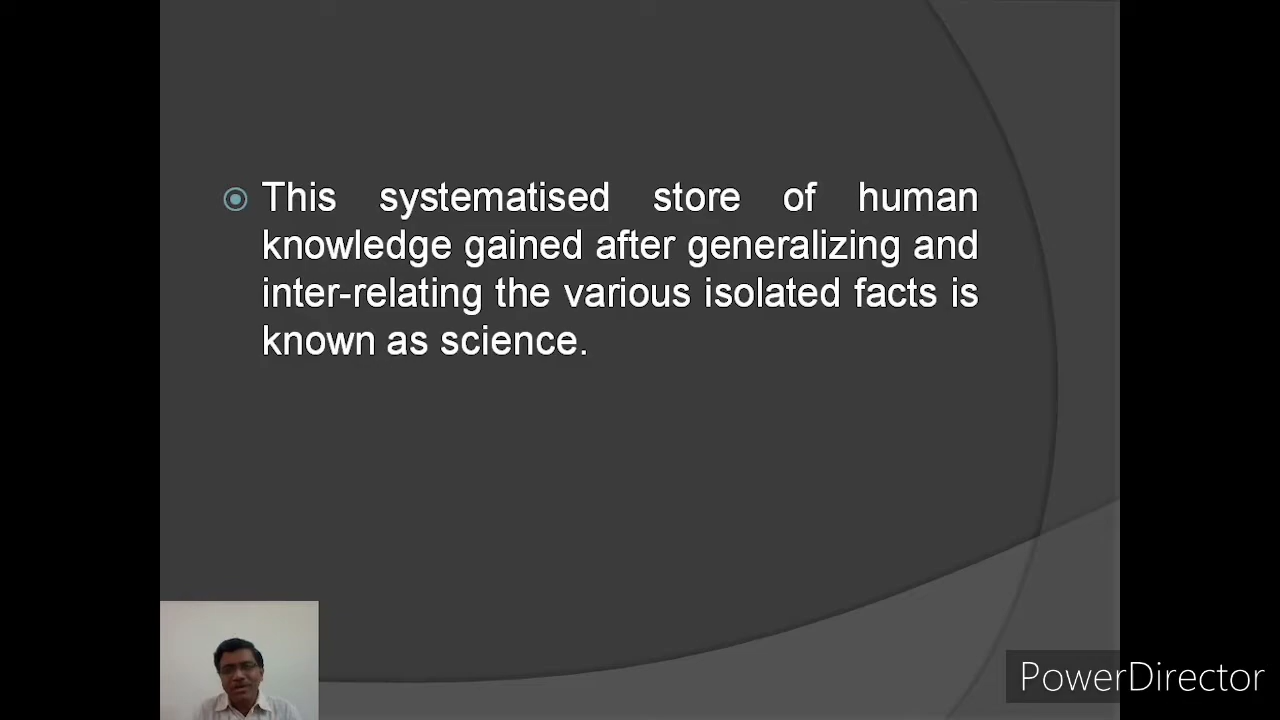 This systematised store of human
knowledge gained after generalizing and
inter-relating the various isolated facts is
known as science.
PowerDirector